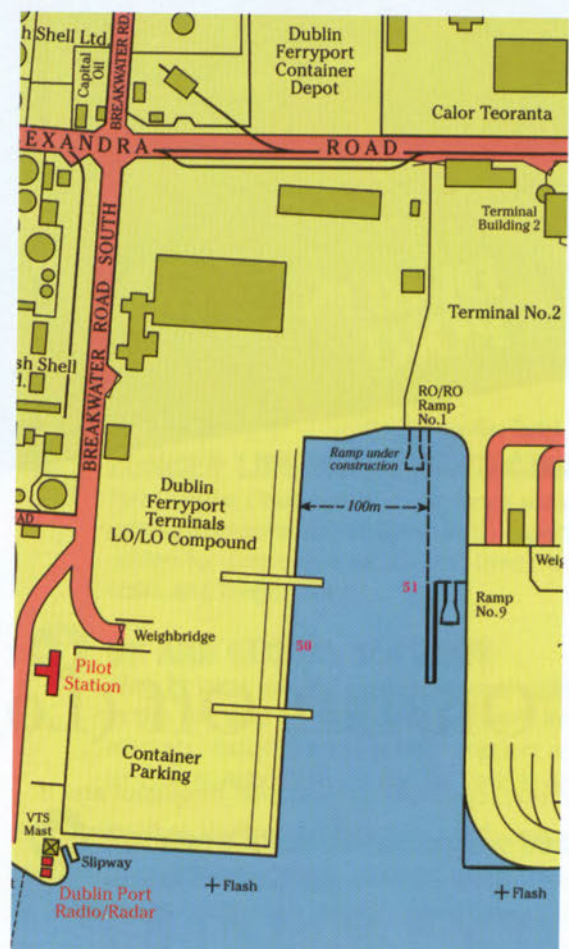 sh Shell Ltd
Capital
Oil
BREAKWATER RD
Dublin
Ferryport
Container
Depot
Calor Teoranta
EXANDRA ROAD
Terminal
Building 2
BREAKWATER ROAD SOUTH
Terminal No.2
sh Shell
d.
RO/RO
Ramp
No.1
Ramp under
construction
Dublin
Ferryport
Terminals
LO/LO Compound
100m
AD
Weig
51
Ramp
No.9
Weighbridge
50
Pilot
Station
Container
Parking
VTS
Mast
Slipway
Flash
Flash
Dublin Port
Radio/Radar